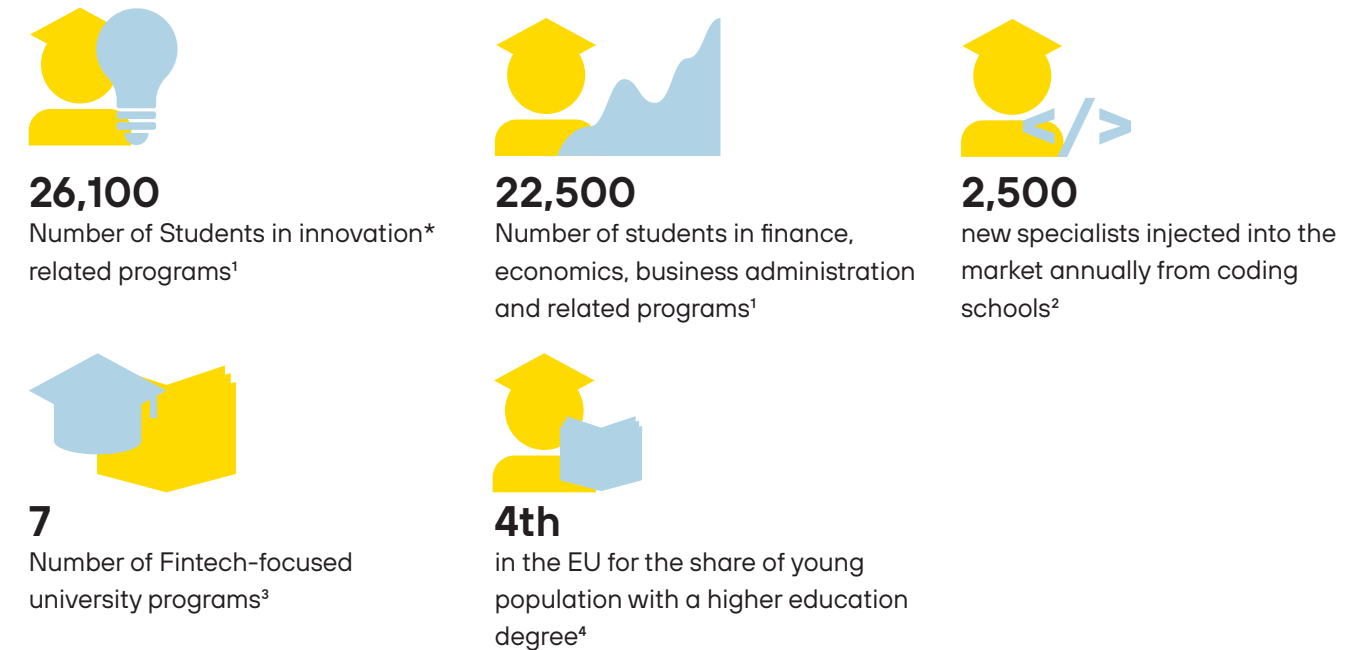 </>
26,100
Number of Students in innovation*
related programs¹
22,500
Number of students in finance,
economics, business administration
and related programs¹
2,500
new specialists injected into the
market annually from coding
schools²
7
Number of Fintech-focused
university programs³
4th
in the EU for the share of young
population with a higher education
degree⁴